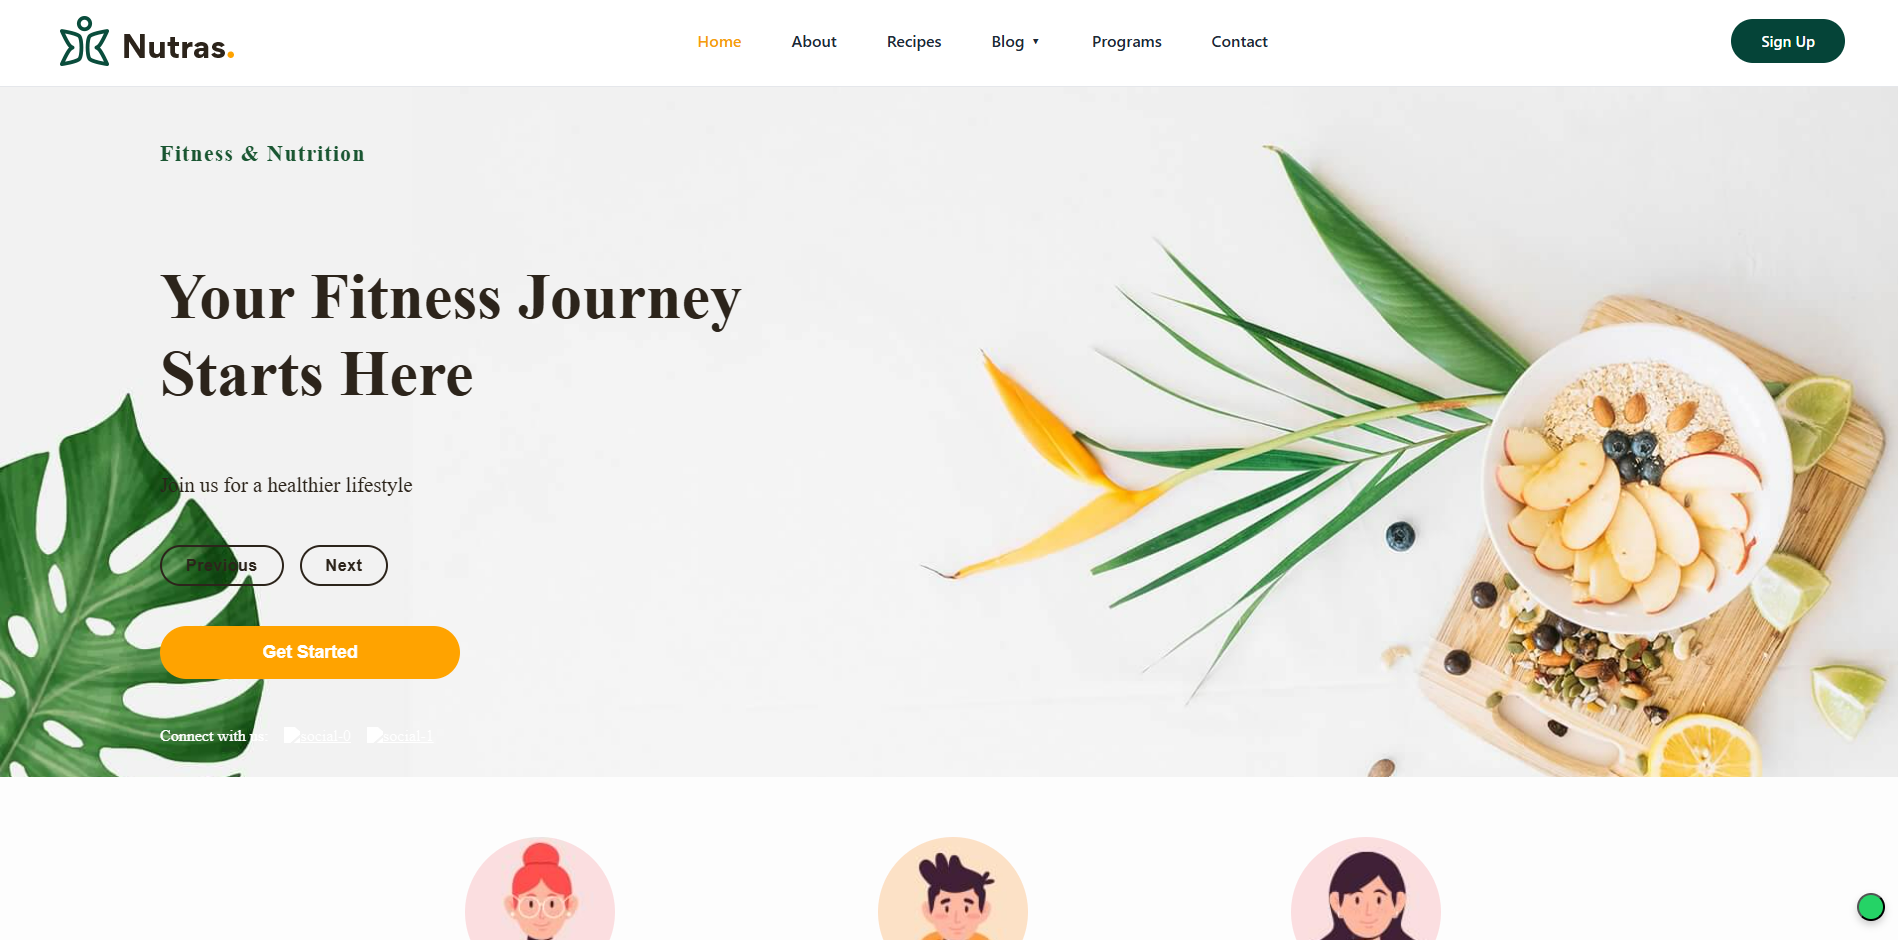 Nutras.
Home About Recipes Blog ▼ Programs Contact
Sign Up
Fitness & Nutrition
Your Fitness Journey
Starts Here
Join us for a healthier lifestyle
Previous Next
Get Started
Connect with us: social-0 social-1